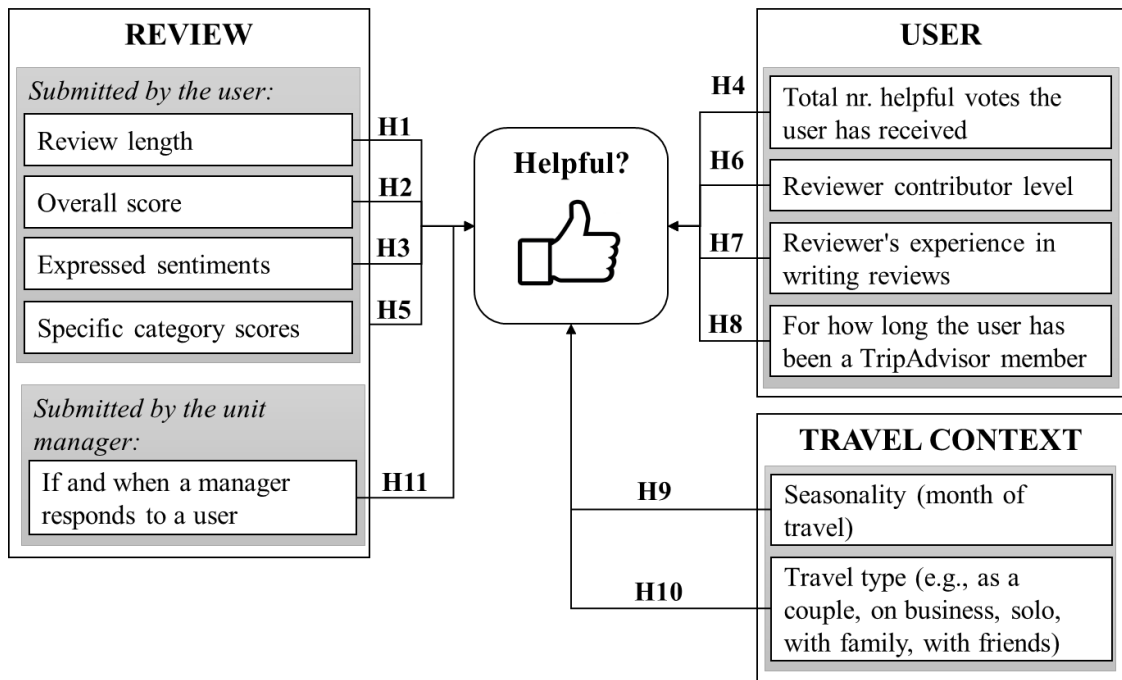 REVIEW
Submitted by the user:
Review length
H1
Overall score
H2
Expressed sentiments
H3
Specific category scores
H5
Submitted by the unit
manager:
If and when a manager
responds to a user
H11
Helpful?
USER
H4
Total nr. helpful votes the
user has received
H6
Reviewer contributor level
H7
Reviewer's experience in
writing reviews
H8
For how long the user has
been a TripAdvisor member
TRAVEL CONTEXT
H9
Seasonality (month of
travel)
H10
Travel type (e.g., as a
couple, on business, solo,
with family, with friends)